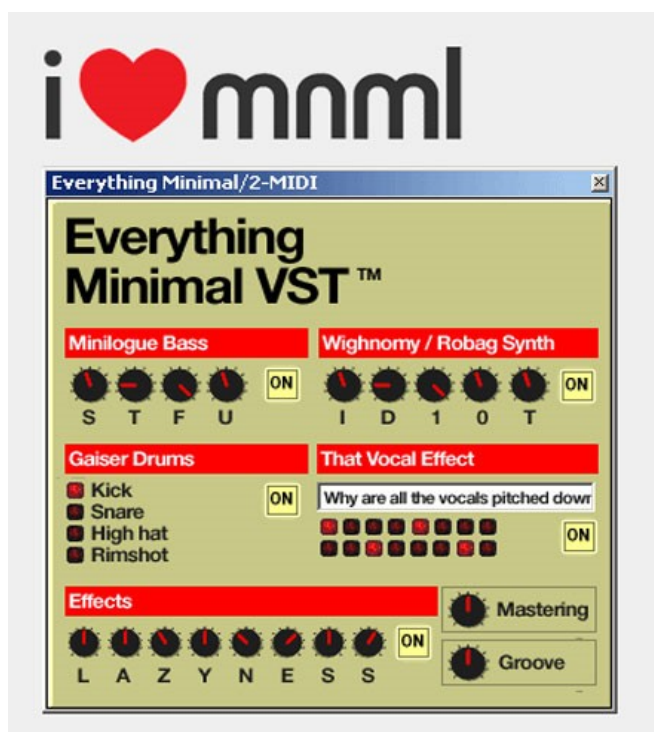 i ❤ mnml
Everything Minimal/2-MIDI
Everything
Minimal VST™
Minilogue Bass
S T F U
ON
Wighnomy / Robag Synth
I D 1 0 T
ON
Gaiser Drums
Kick
Snare
High hat
Rimshot
ON
That Vocal Effect
Why are all the vocals pitched down
ON
Effects
L A Z Y N E S S
ON
Mastering
Groove